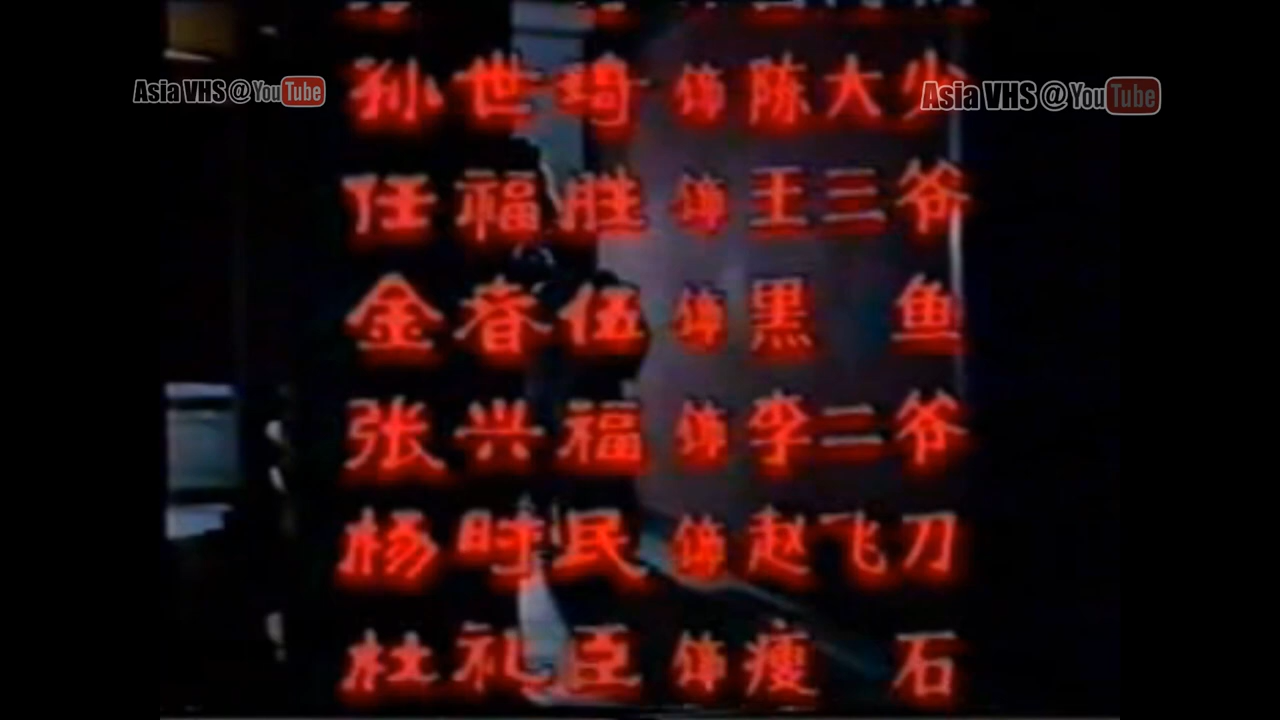 孙世琦 饰 陈大少
Asia VHS@YouTube
Asia VHS@YouTube
任福胜 饰 王三爷
金春伍 饰 黑 鱼
张兴福 饰 李二爷
杨时民 饰 赵飞刀
杜礼臣 饰 瘦 石